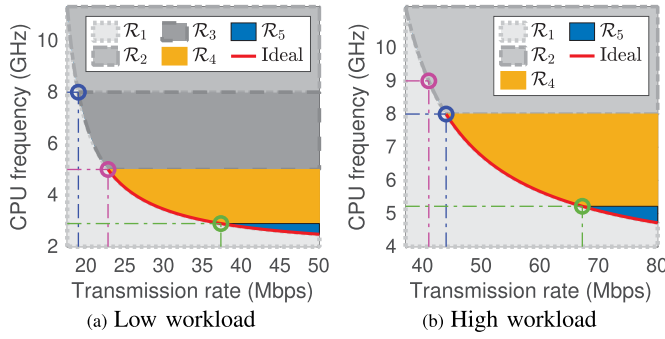 CPU frequency (GHz)
10
8
6
4
2
R₁ R₃ R₅
R₂ R₄ Ideal
20 25 30 35 40 45 50
Transmission rate (Mbps)
(a) Low workload
CPU frequency (GHz)
11
10
9
8
7
6
5
R₁ R₅
R₂ Ideal
R₄
40 50 60 70 80
Transmission rate (Mbps)
(b) High workload